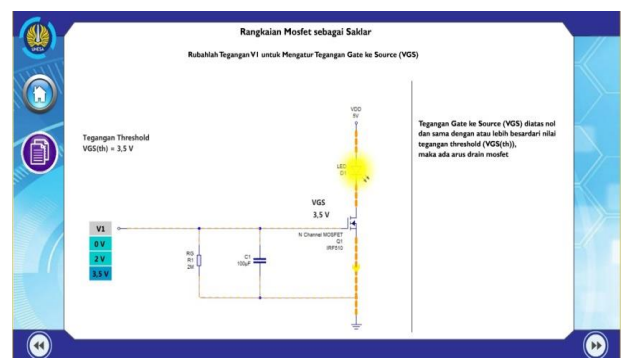 UNESA
Rangkaian Mosfet sebagai Saklar
Rubahlah Tegangan V1 untuk Mengatur Tegangan Gate ke Source (VGS)
Tegangan Threshold
VGS(th) = 3,5 V
VDD
5V
LED
D1
VGS
3,5 V
N Channel MOSFET
Q1
IRF510
V1
0 V
2 V
3,5 V
RG
R1
2M
C1
100µF
Tegangan Gate ke Source (VGS) diatas nol
dan sama dengan atau lebih besardari nilai
tegangan threshold (VGS(th)),
maka ada arus drain mosfet